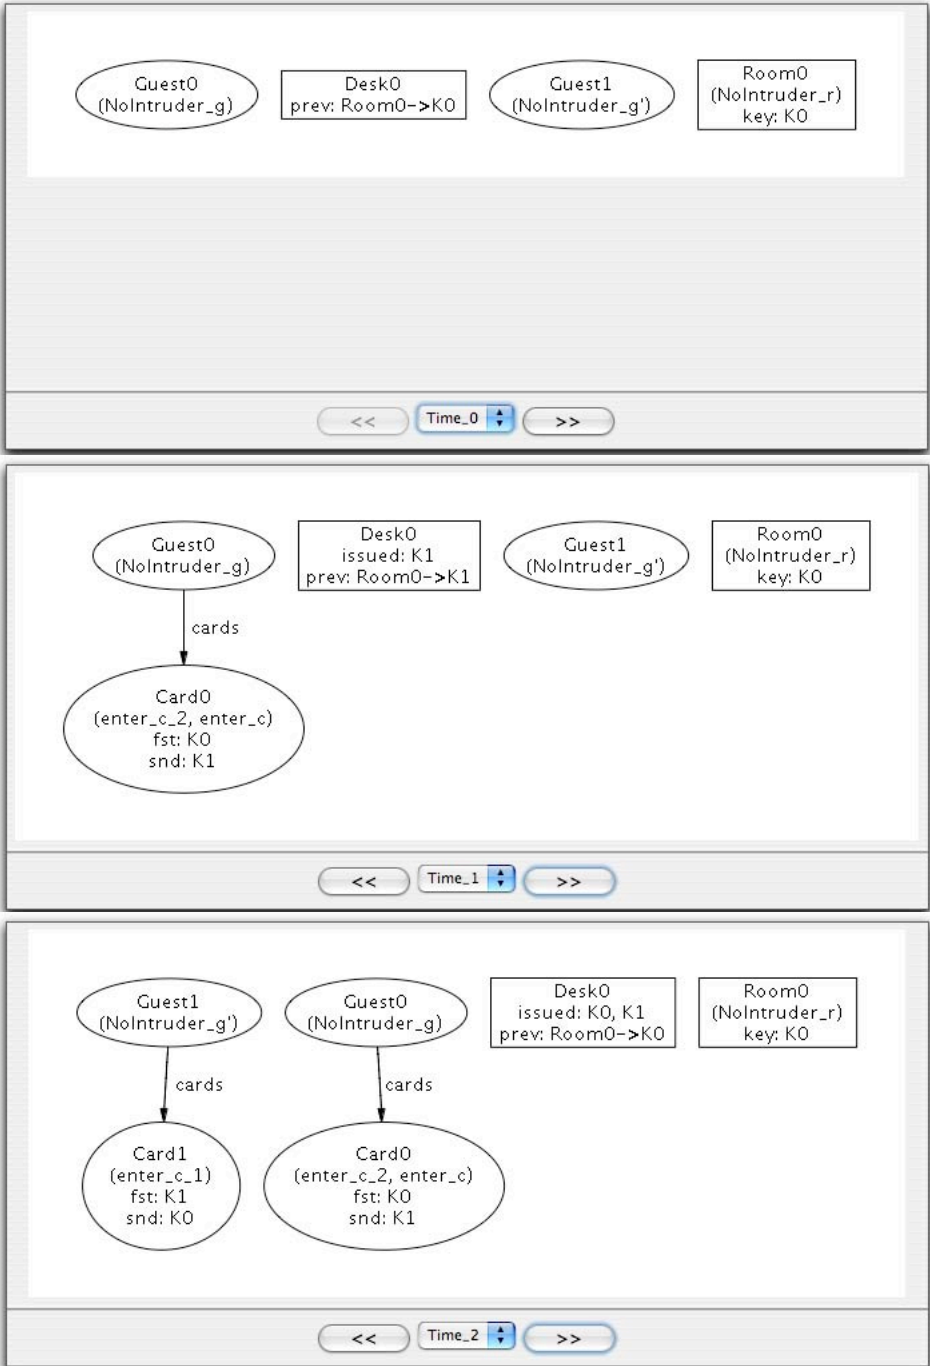 Guest0
(NoIntruder_g)
Desk0
prev: Room0->K0
Guest1
(NoIntruder_g')
Room0
(NoIntruder_r)
key: K0
<<
Time_0
>>
Guest0
(NoIntruder_g)
Desk0
issued: K1
prev: Room0->K1
Guest1
(NoIntruder_g')
Room0
(NoIntruder_r)
key: K0
cards
Card0
(enter_c_2, enter_c)
fst: K0
snd: K1
<<
Time_1
>>
Guest1
(NoIntruder_g')
Guest0
(NoIntruder_g)
Desk0
issued: K0, K1
prev: Room0->K0
Room0
(NoIntruder_r)
key: K0
cards
cards
Card1
(enter_c_1)
fst: K1
snd: K0
Card0
(enter_c_2, enter_c)
fst: K0
snd: K1
<<
Time_2
>>